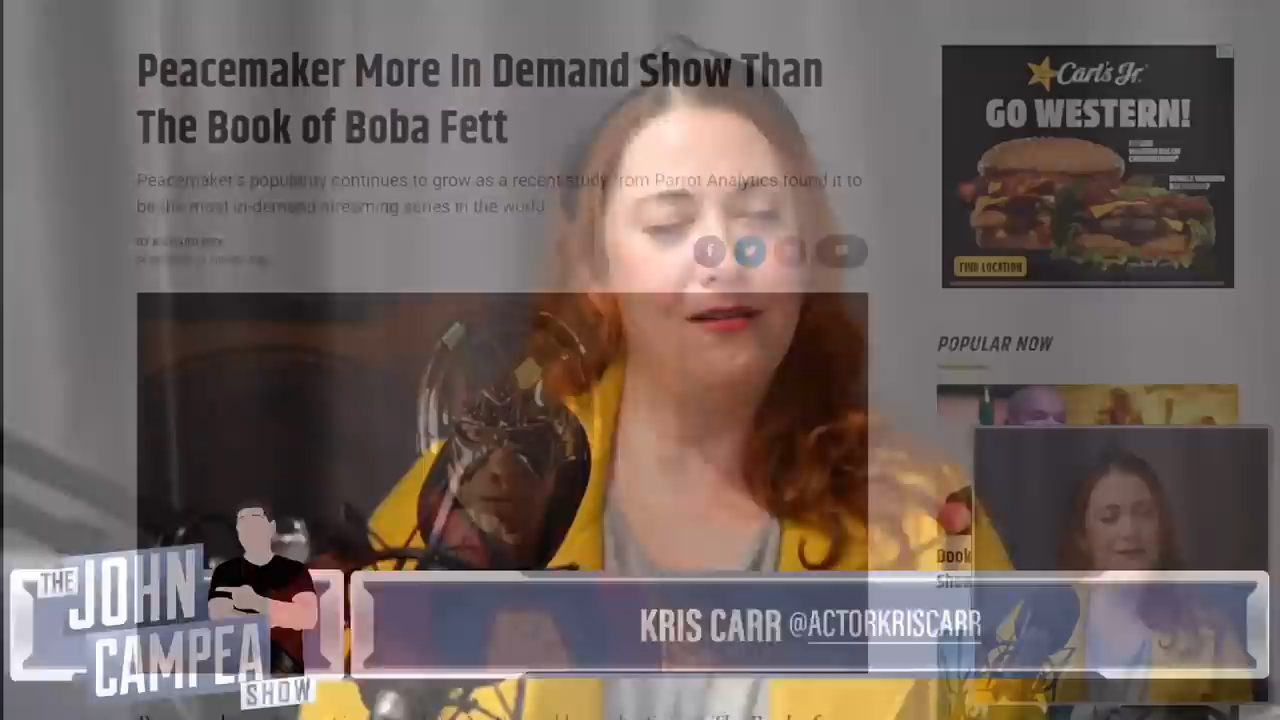 Peacemaker More In Demand Show Than
The Book of Boba Fett
Peacemaker's popularity continues to grow as a recent study from Parrot Analytics found it to
be the most in-demand streaming series in the world
Carl's Jr.
GO WESTERN!
FIND LOCATION
POPULAR NOW
THE
JOHN
CAMPEA
SHOW
KRIS CARR @ACTORKRISCARR